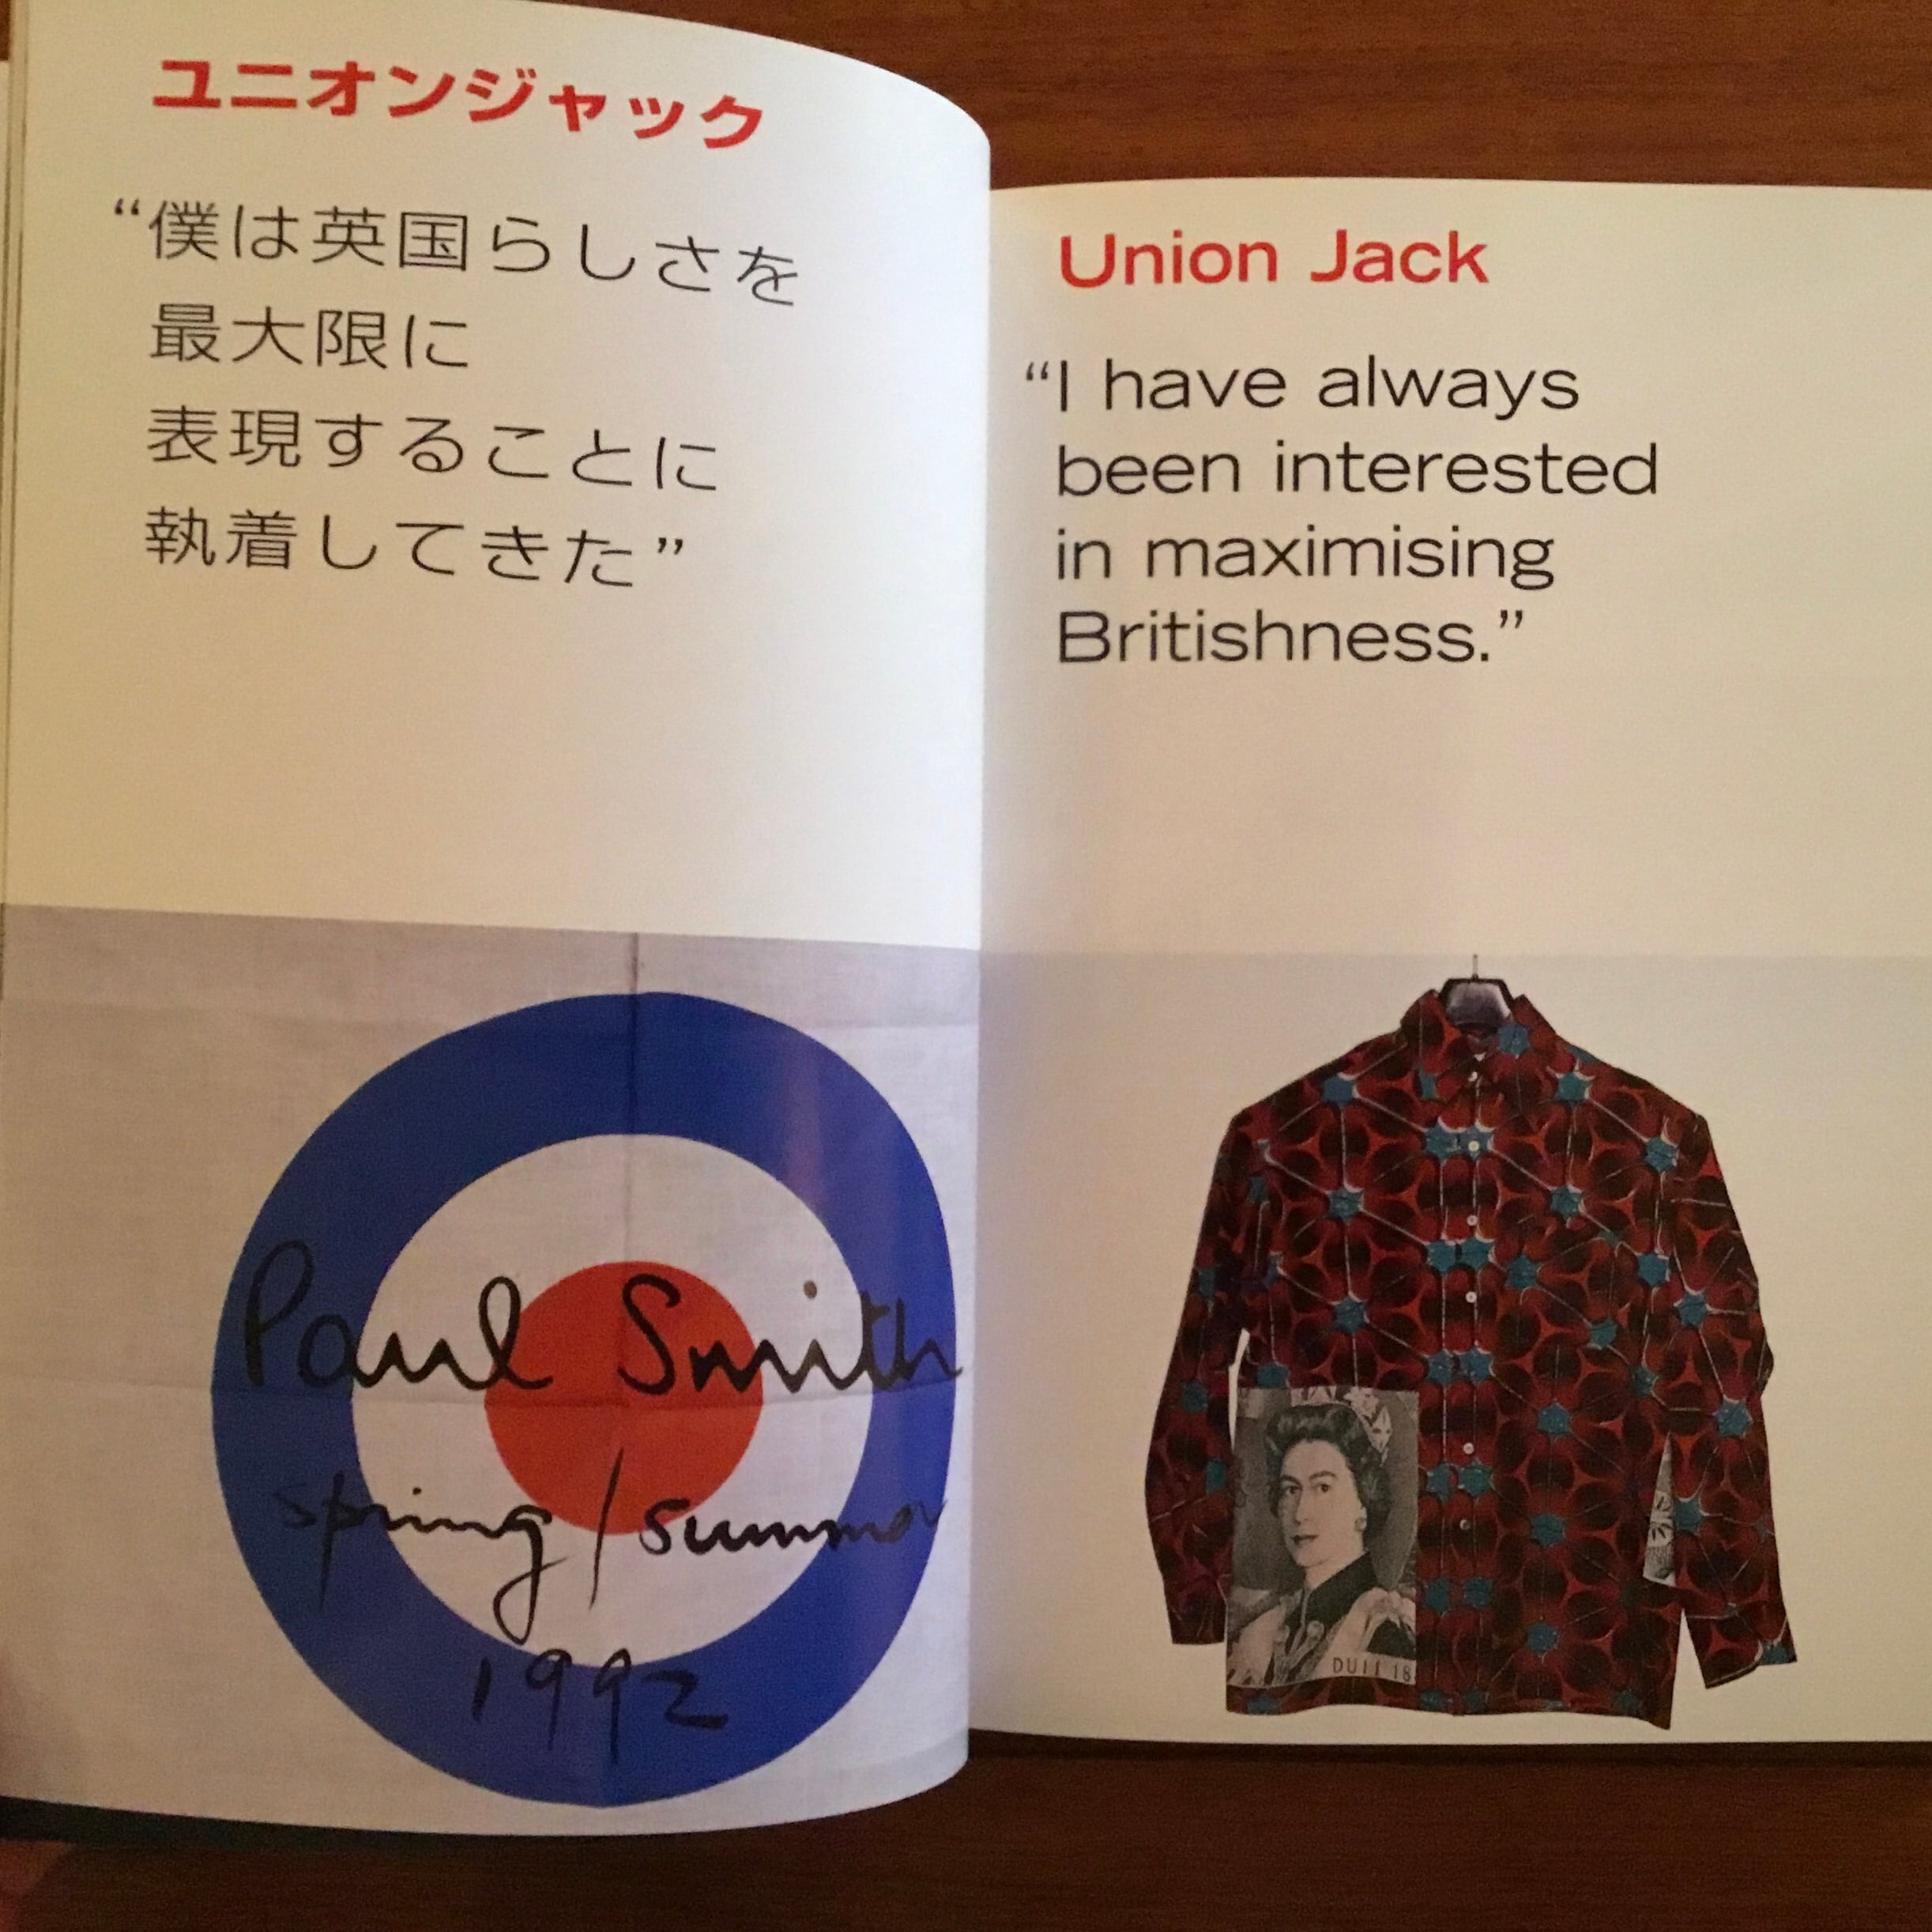 ユニオンジャック
“僕は英国らしさを
最大限に
表現することに
執着してきた”
Paul Smith
spring / summer
1992
Union Jack
“I have always
been interested
in maximising
Britishness.”